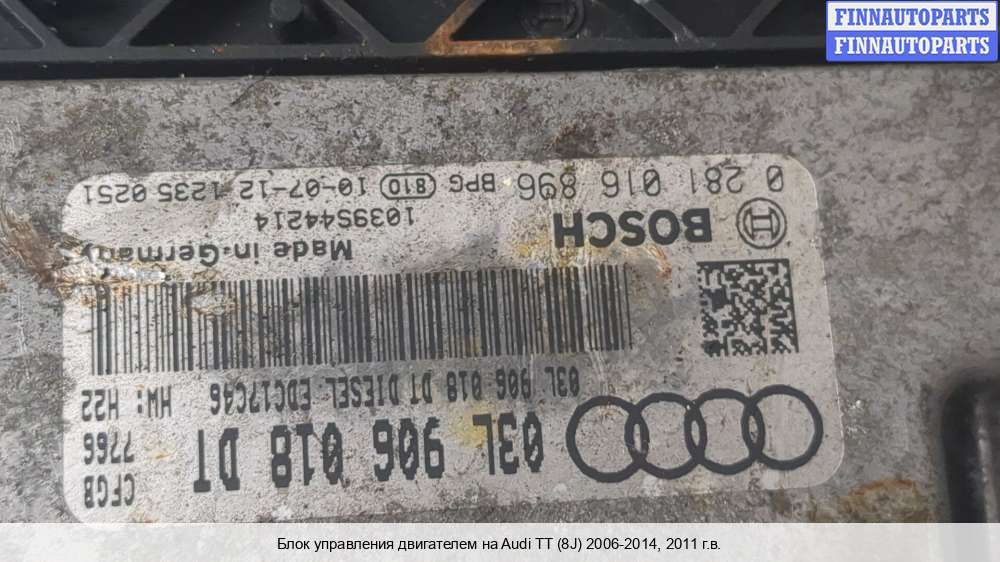 FINNAUTOPARTS
FINNAUTOPARTS
03L 906 018 DT
CFGB
7766
H22
03L 906 018 DT DIESEL EDC17C46 HW:
BOSCH
Made in.Germany
1039S44214
0 281 016 896 BPG 810 10-07-12 1235 0251
Блок управления двигателем на Audi TT (8J) 2006-2014, 2011 г.в.